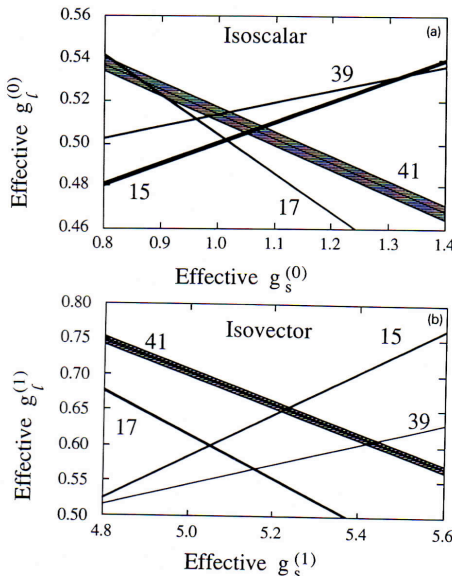 0.56
(a)
Isoscalar
39
0.54
0.52
0.50
0.48
0.46
Effective g_ℓ^(0)
41
15
17
0.8 0.9 1.0 1.1 1.2 1.3 1.4
Effective g_s^(0)
0.80
(b)
Isovector
15
41
0.75
0.70
0.65
0.60
0.55
0.50
Effective g_ℓ^(1)
17
39
4.8 5.0 5.2 5.4 5.6
Effective g_s^(1)